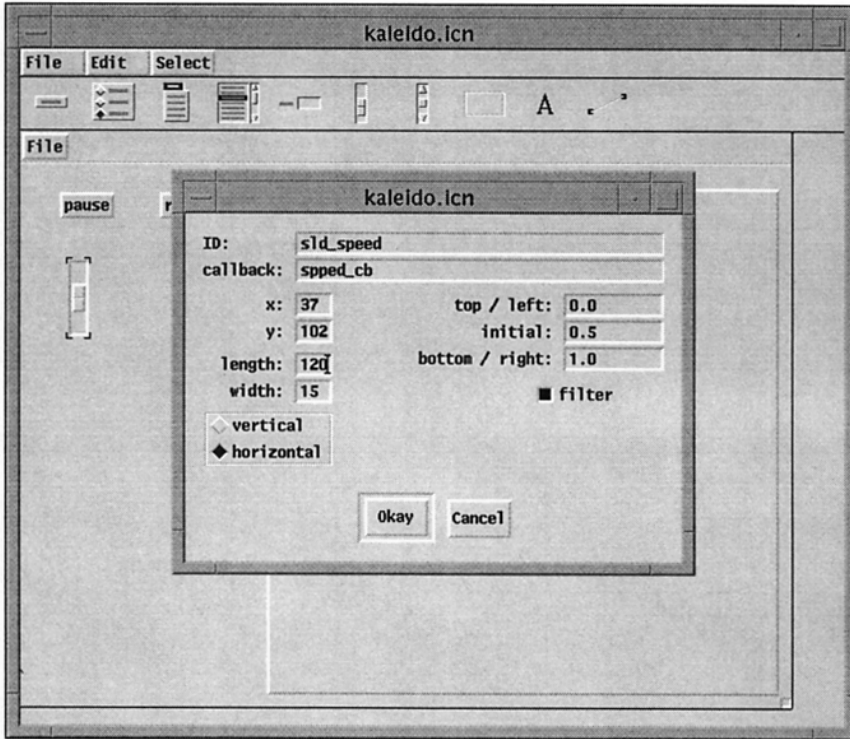 kaleido.icn
File Edit Select
A
File
pause r
kaleido.icn
ID: sld_speed
callback: spped_cb
x: 37 top / left: 0.0
y: 102 initial: 0.5
length: 120 bottom / right: 1.0
width: 15 filter
vertical
horizontal
Okay Cancel